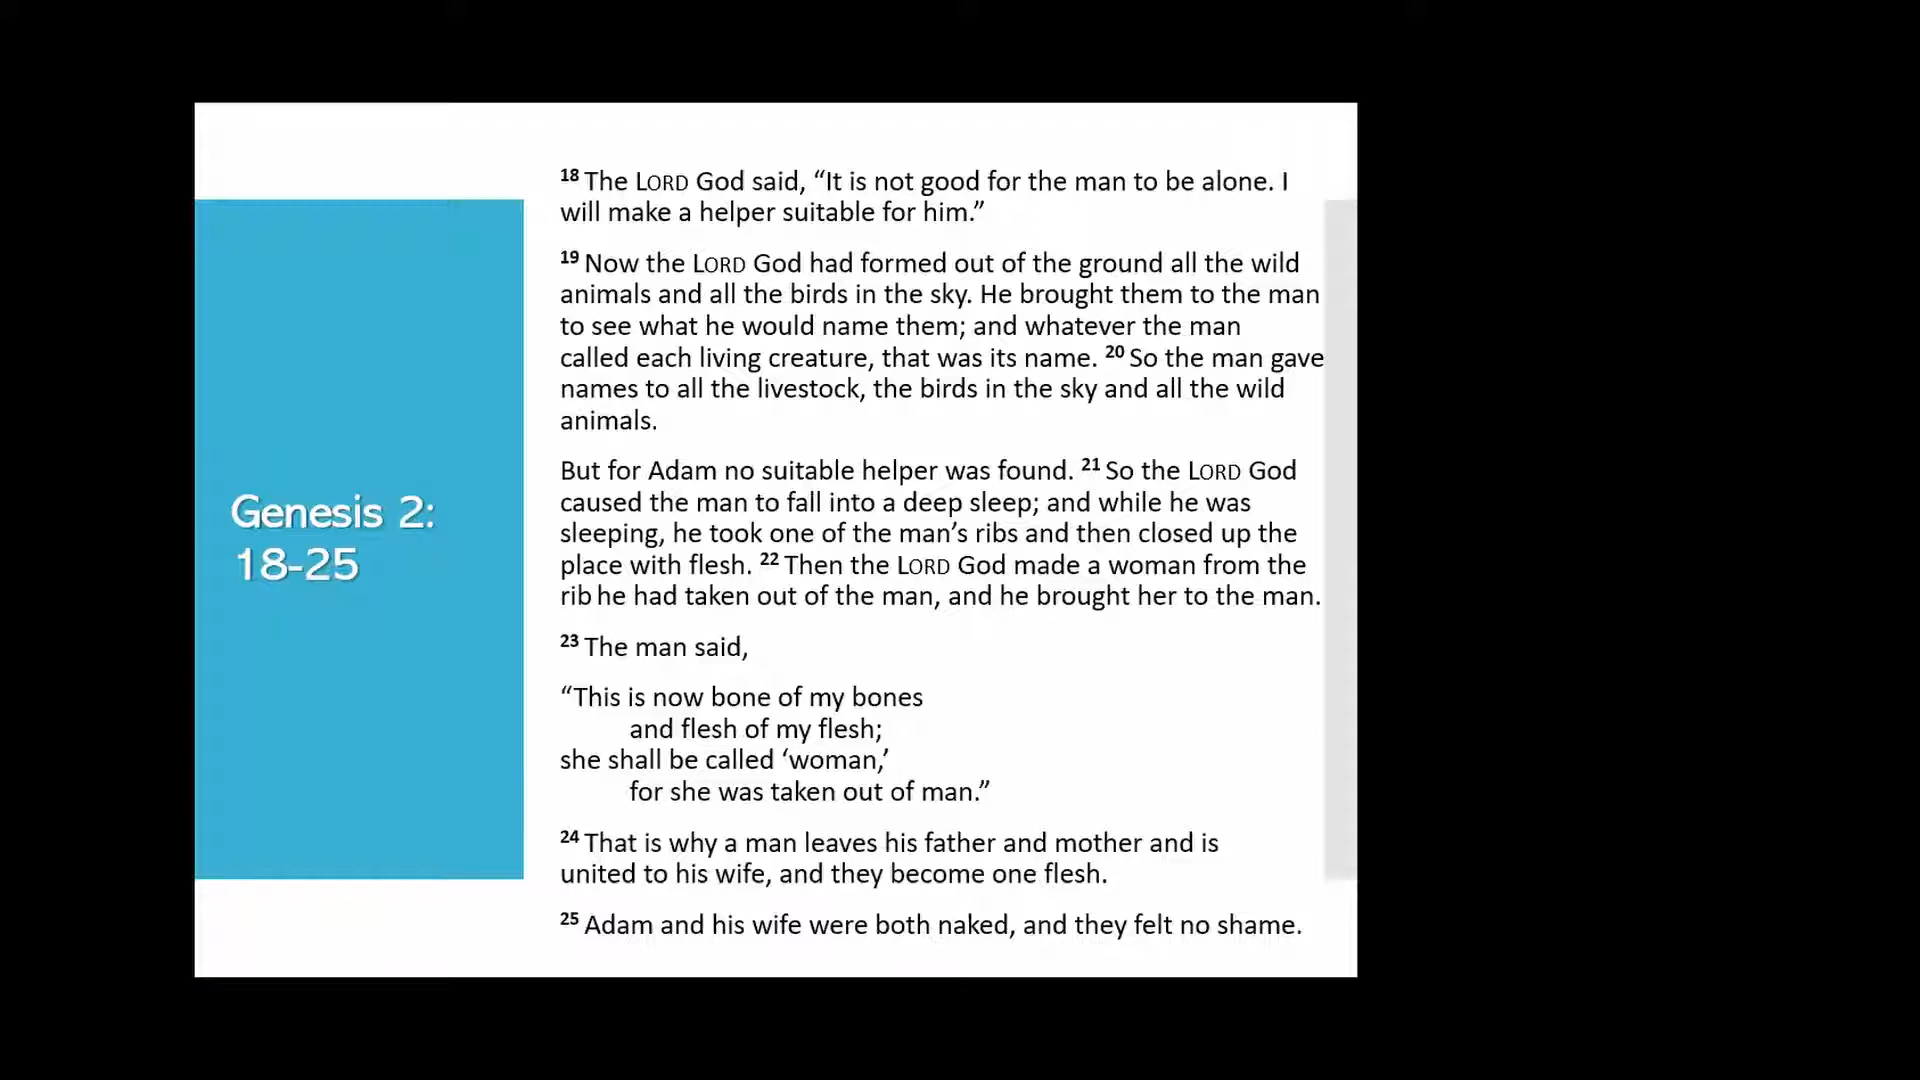 Genesis 2:
18-25
18 The LORD God said, “It is not good for the man to be alone. I
will make a helper suitable for him.”
19 Now the LORD God had formed out of the ground all the wild
animals and all the birds in the sky. He brought them to the man
to see what he would name them; and whatever the man
called each living creature, that was its name. 20 So the man gave
names to all the livestock, the birds in the sky and all the wild
animals.
But for Adam no suitable helper was found. 21 So the LORD God
caused the man to fall into a deep sleep; and while he was
sleeping, he took one of the man’s ribs and then closed up the
place with flesh. 22 Then the LORD God made a woman from the
rib he had taken out of the man, and he brought her to the man.
23 The man said,
“This is now bone of my bones
and flesh of my flesh;
she shall be called ‘woman,’
for she was taken out of man.”
24 That is why a man leaves his father and mother and is
united to his wife, and they become one flesh.
25 Adam and his wife were both naked, and they felt no shame.